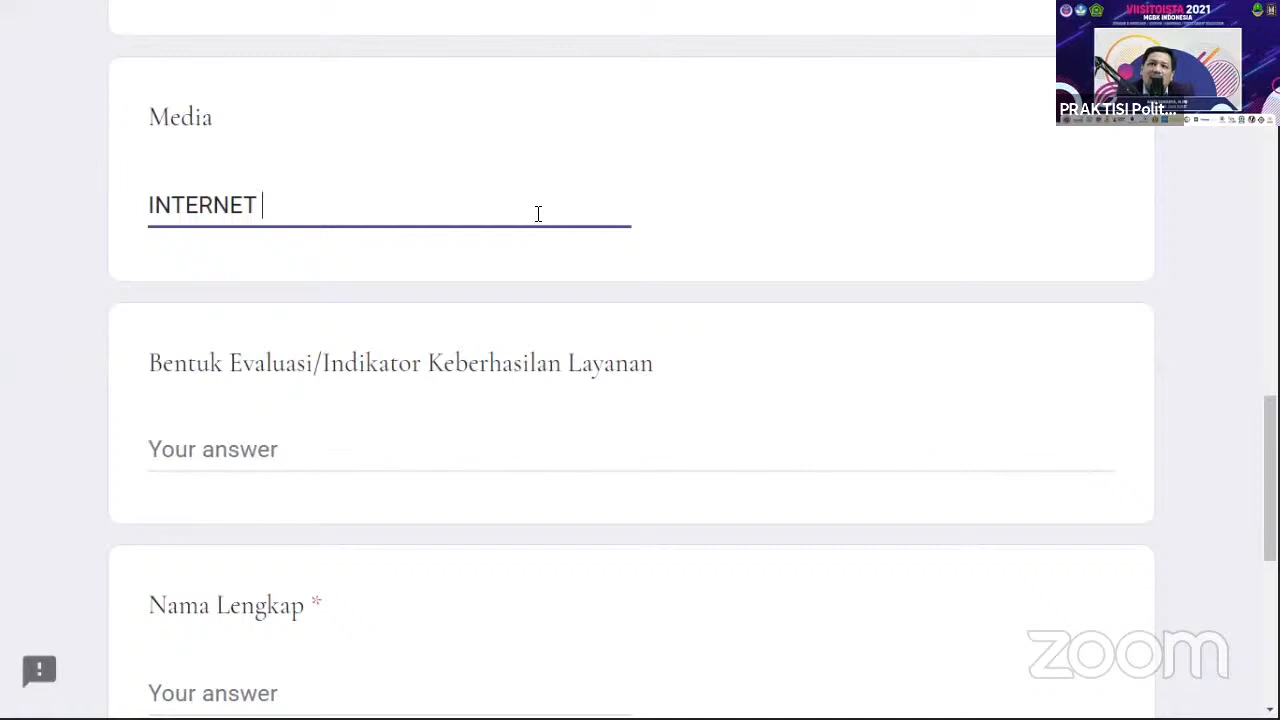 VIISITOISTA 2021
MGBK INDONESIA
PRAKTISI Polit...
Media
INTERNET
Bentuk Evaluasi/Indikator Keberhasilan Layanan
Your answer
Nama Lengkap *
Your answer
zoom